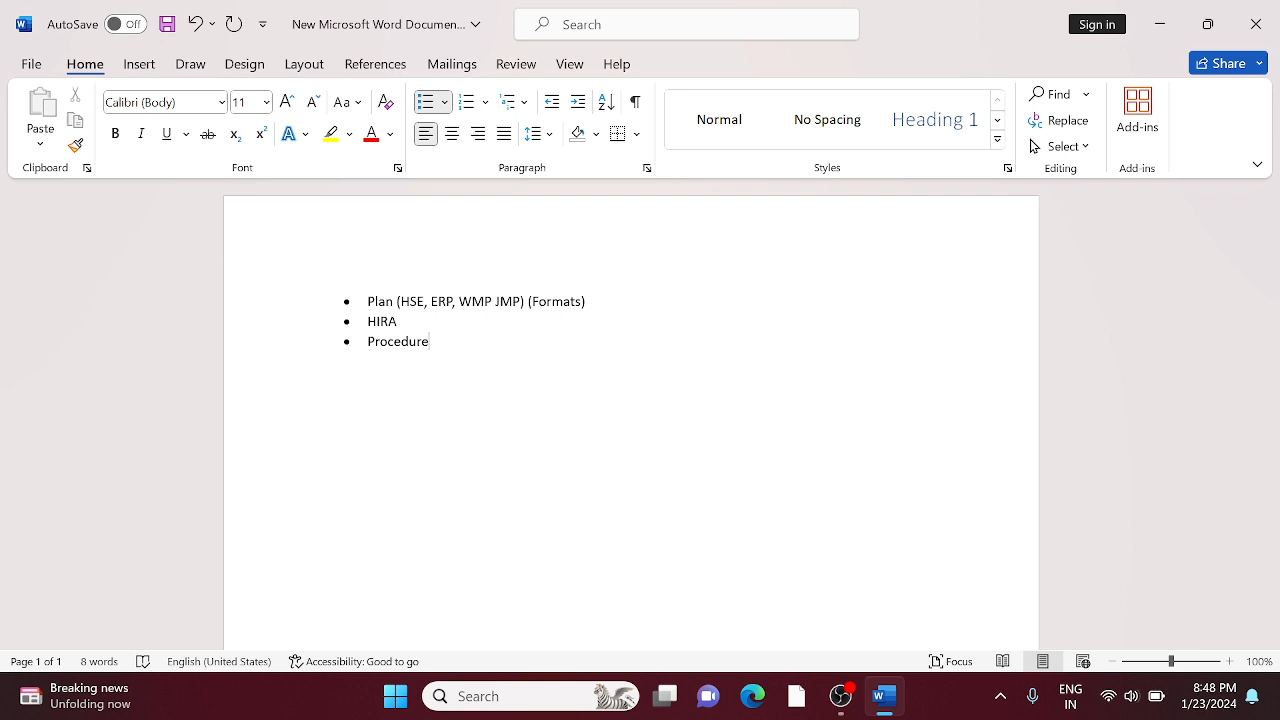 AutoSave Off New Microsoft Word Documen... Search Sign in
File Home Insert Draw Design Layout References Mailings Review View Help Share
Paste Calibri (Body) 11 Aa Normal No Spacing Heading 1 Find Replace Select Add-ins
Clipboard Font Paragraph Styles Editing Add-ins
• Plan (HSE, ERP, WMP JMP) (Formats)
• HIRA
• Procedure
Page 1 of 1 8 words English (United States) Accessibility: Good to go Focus 100%
Breaking news
Unfolding now
Search
ENG
IN
8:48 PM
1/23/2024